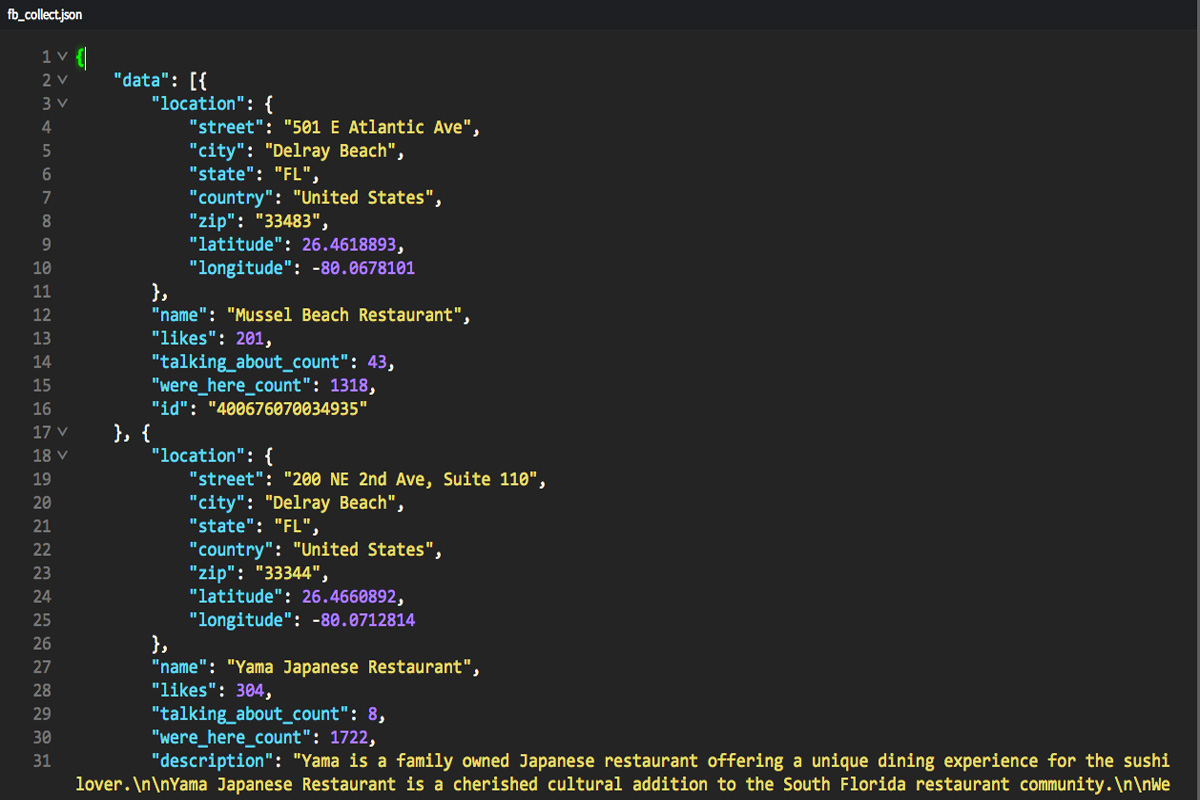 fb_collect.json
1 {
2 "data": [{
3 "location": {
4 "street": "501 E Atlantic Ave",
5 "city": "Delray Beach",
6 "state": "FL",
7 "country": "United States",
8 "zip": "33483",
9 "latitude": 26.4618893,
10 "longitude": -80.0678101
11 },
12 "name": "Mussel Beach Restaurant",
13 "likes": 201,
14 "talking_about_count": 43,
15 "were_here_count": 1318,
16 "id": "400676070034935"
17 }, {
18 "location": {
19 "street": "200 NE 2nd Ave, Suite 110",
20 "city": "Delray Beach",
21 "state": "FL",
22 "country": "United States",
23 "zip": "33344",
24 "latitude": 26.4660892,
25 "longitude": -80.0712814
26 },
27 "name": "Yama Japanese Restaurant",
28 "likes": 304,
29 "talking_about_count": 8,
30 "were_here_count": 1722,
31 "description": "Yama is a family owned Japanese restaurant offering a unique dining experience for the sushi
lover.\n\nYama Japanese Restaurant is a cherished cultural addition to the South Florida restaurant community.\n\nWe